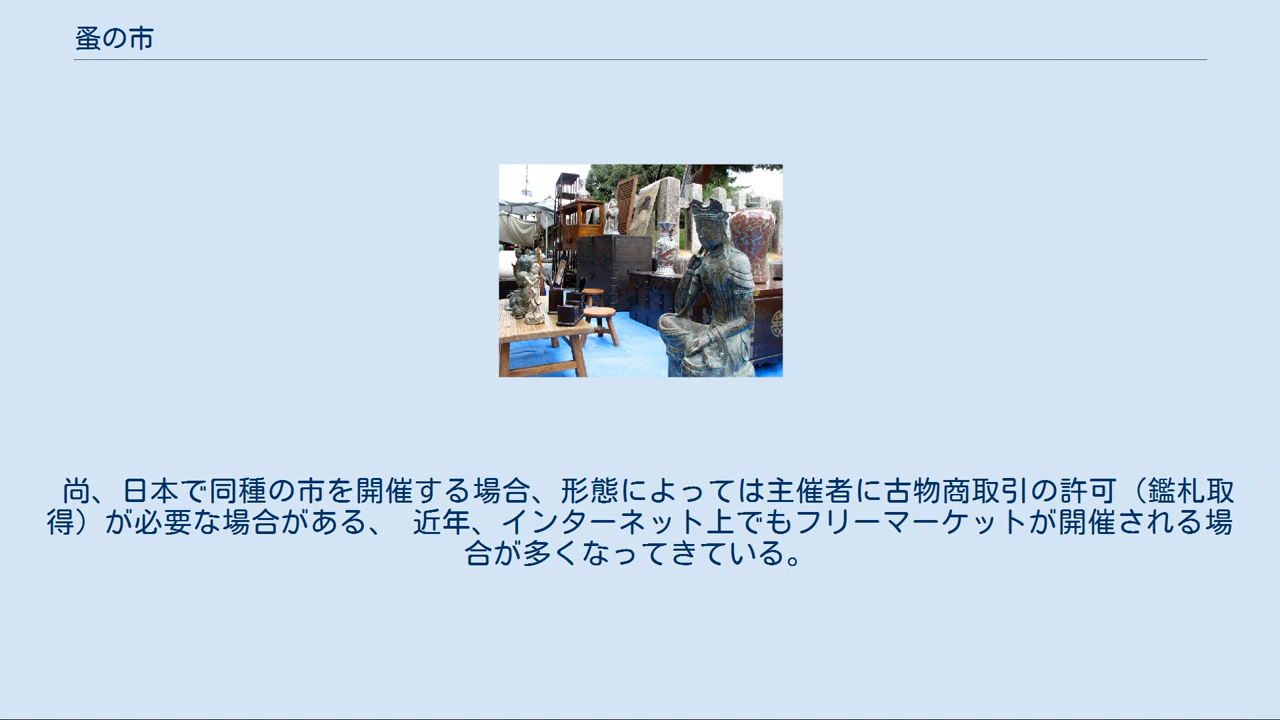 蚤の市
尚、日本で同種の市を開催する場合、形態によっては主催者に古物商取引の許可（鑑札取
得）が必要な場合がある、 近年、インターネット上でもフリーマーケットが開催される場
合が多くなってきている。